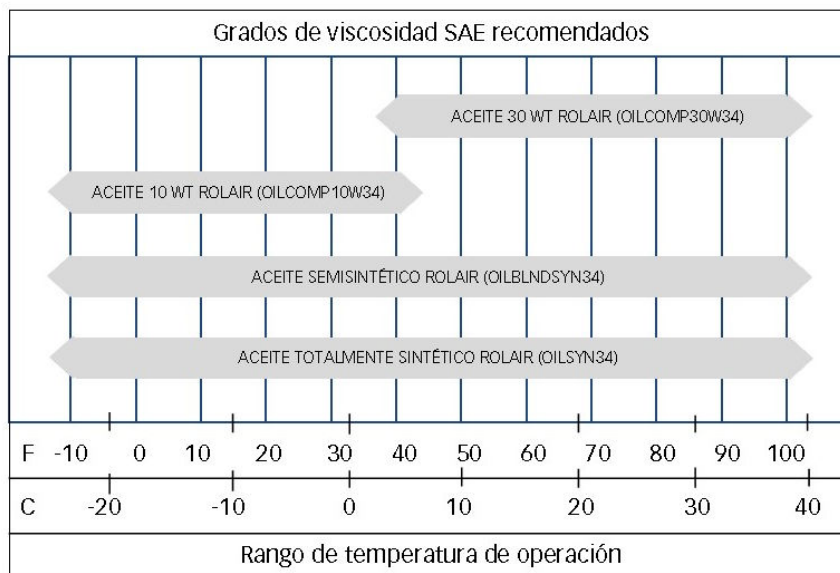 Grados de viscosidad SAE recomendados
ACEITE 30 WT ROLAIR (OILCOMP30W34)
ACEITE 10 WT ROLAIR (OILCOMP10W34)
ACEITE SEMISINTÉTICO ROLAIR (OILBLNDSYN34)
ACEITE TOTALMENTE SINTÉTICO ROLAIR (OILSYN34)
F -10 0 10 20 30 40 50 60 70 80 90 100
C -20 -10 0 10 20 30 40
Rango de temperatura de operación